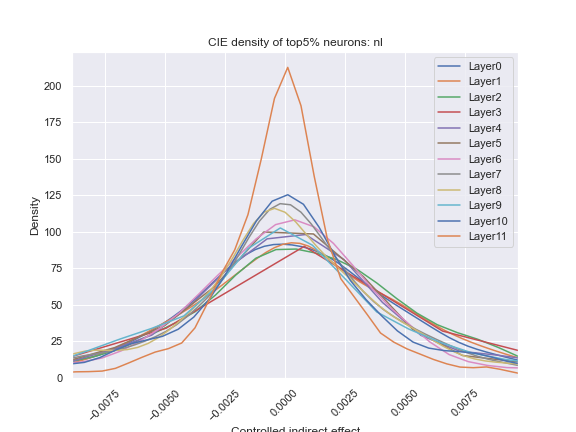 CIE density of top5% neurons: nl
Density
200
175
150
125
100
75
50
25
0
Layer0
Layer1
Layer2
Layer3
Layer4
Layer5
Layer6
Layer7
Layer8
Layer9
Layer10
Layer11
-0.0075
-0.0050
-0.0025
0.0000
0.0025
0.0050
0.0075
Controlled indirect effect